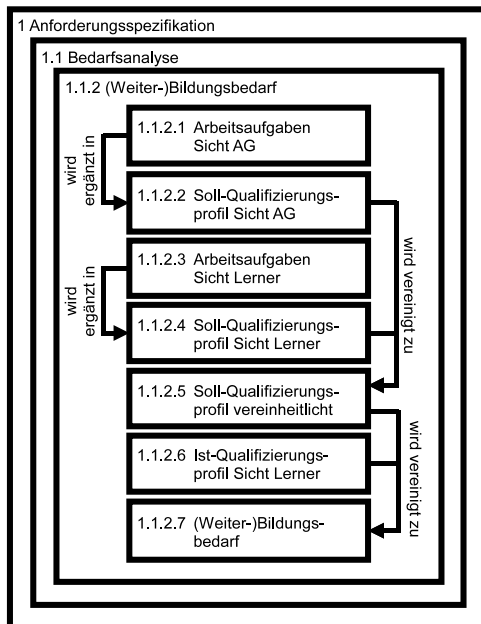 1 Anforderungsspezifikation
1.1 Bedarfsanalyse
1.1.2 (Weiter-)Bildungsbedarf
1.1.2.1 Arbeitsaufgaben
Sicht AG
wird
ergänzt in
1.1.2.2 Soll-Qualifizierungs-
profil Sicht AG
1.1.2.3 Arbeitsaufgaben
Sicht Lerner
wird
ergänzt in
1.1.2.4 Soll-Qualifizierungs-
profil Sicht Lerner
wird vereinigt zu
1.1.2.5 Soll-Qualifizierungs-
profil vereinheitlicht
1.1.2.6 Ist-Qualifizierungs-
profil Sicht Lerner
wird vereinigt zu
1.1.2.7 (Weiter-)Bildungs-
bedarf